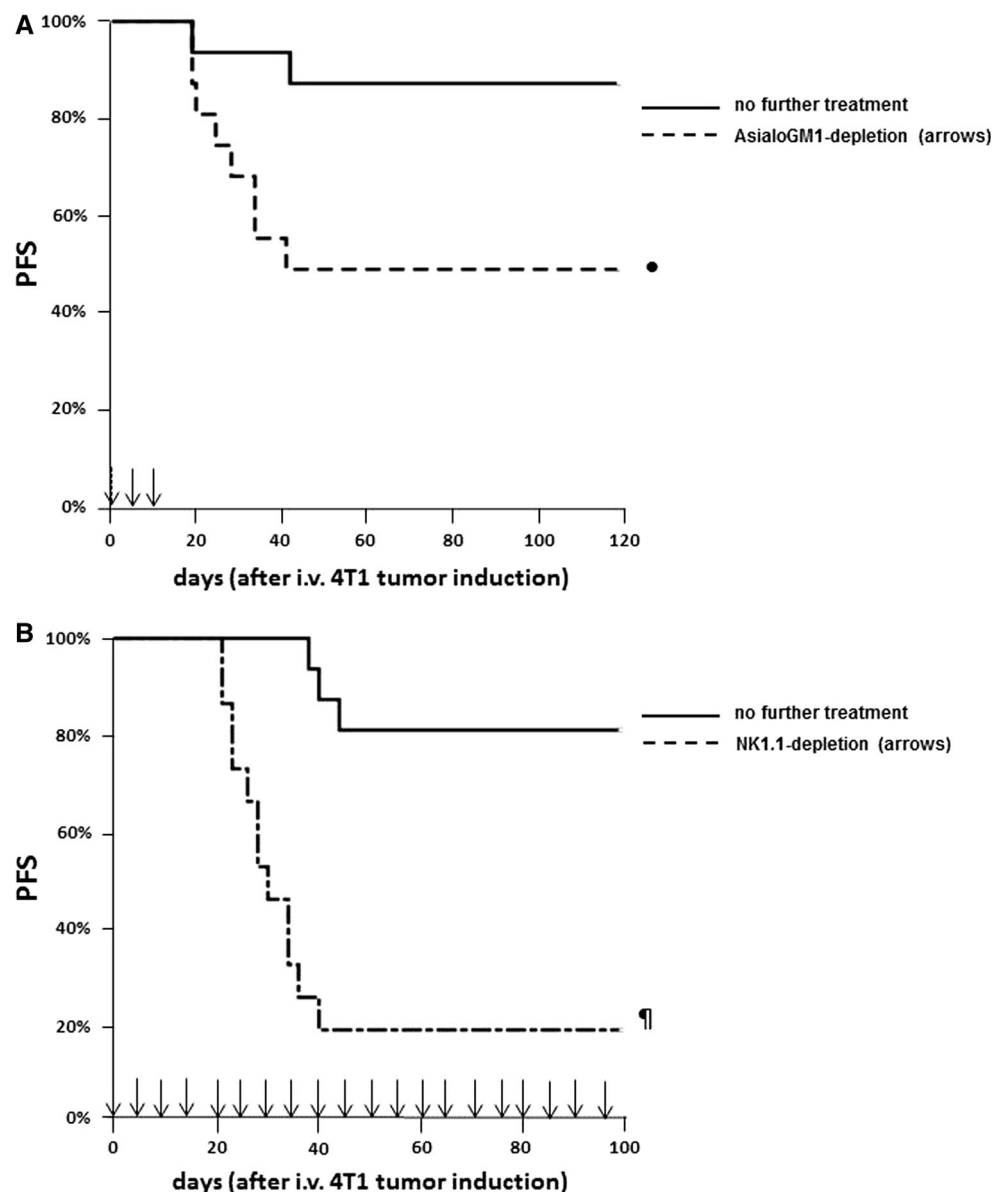 A
100%
80%
60%
40%
20%
0%
PFS
0 20 40 60 80 100 120
days (after i.v. 4T1 tumor induction)
no further treatment
AsialoGM1-depletion (arrows)
•
B
100%
80%
60%
40%
20%
0%
PFS
0 20 40 60 80 100
days (after i.v. 4T1 tumor induction)
no further treatment
NK1.1-depletion (arrows)
¶